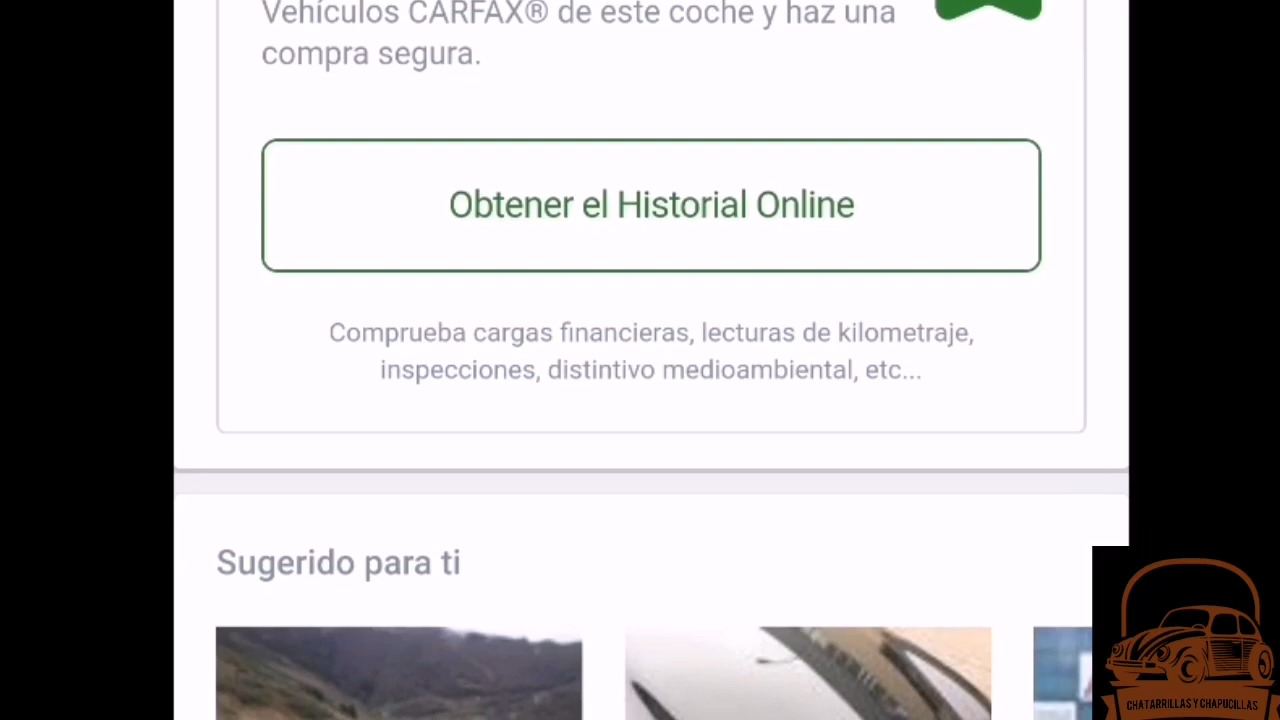 Vehículos CARFAX® de este coche y haz una
compra segura.
Obtener el Historial Online
Comprueba cargas financieras, lecturas de kilometraje,
inspecciones, distintivo medioambiental, etc...
Sugerido para ti
CHATARRILLAS Y CHAPUCILLAS